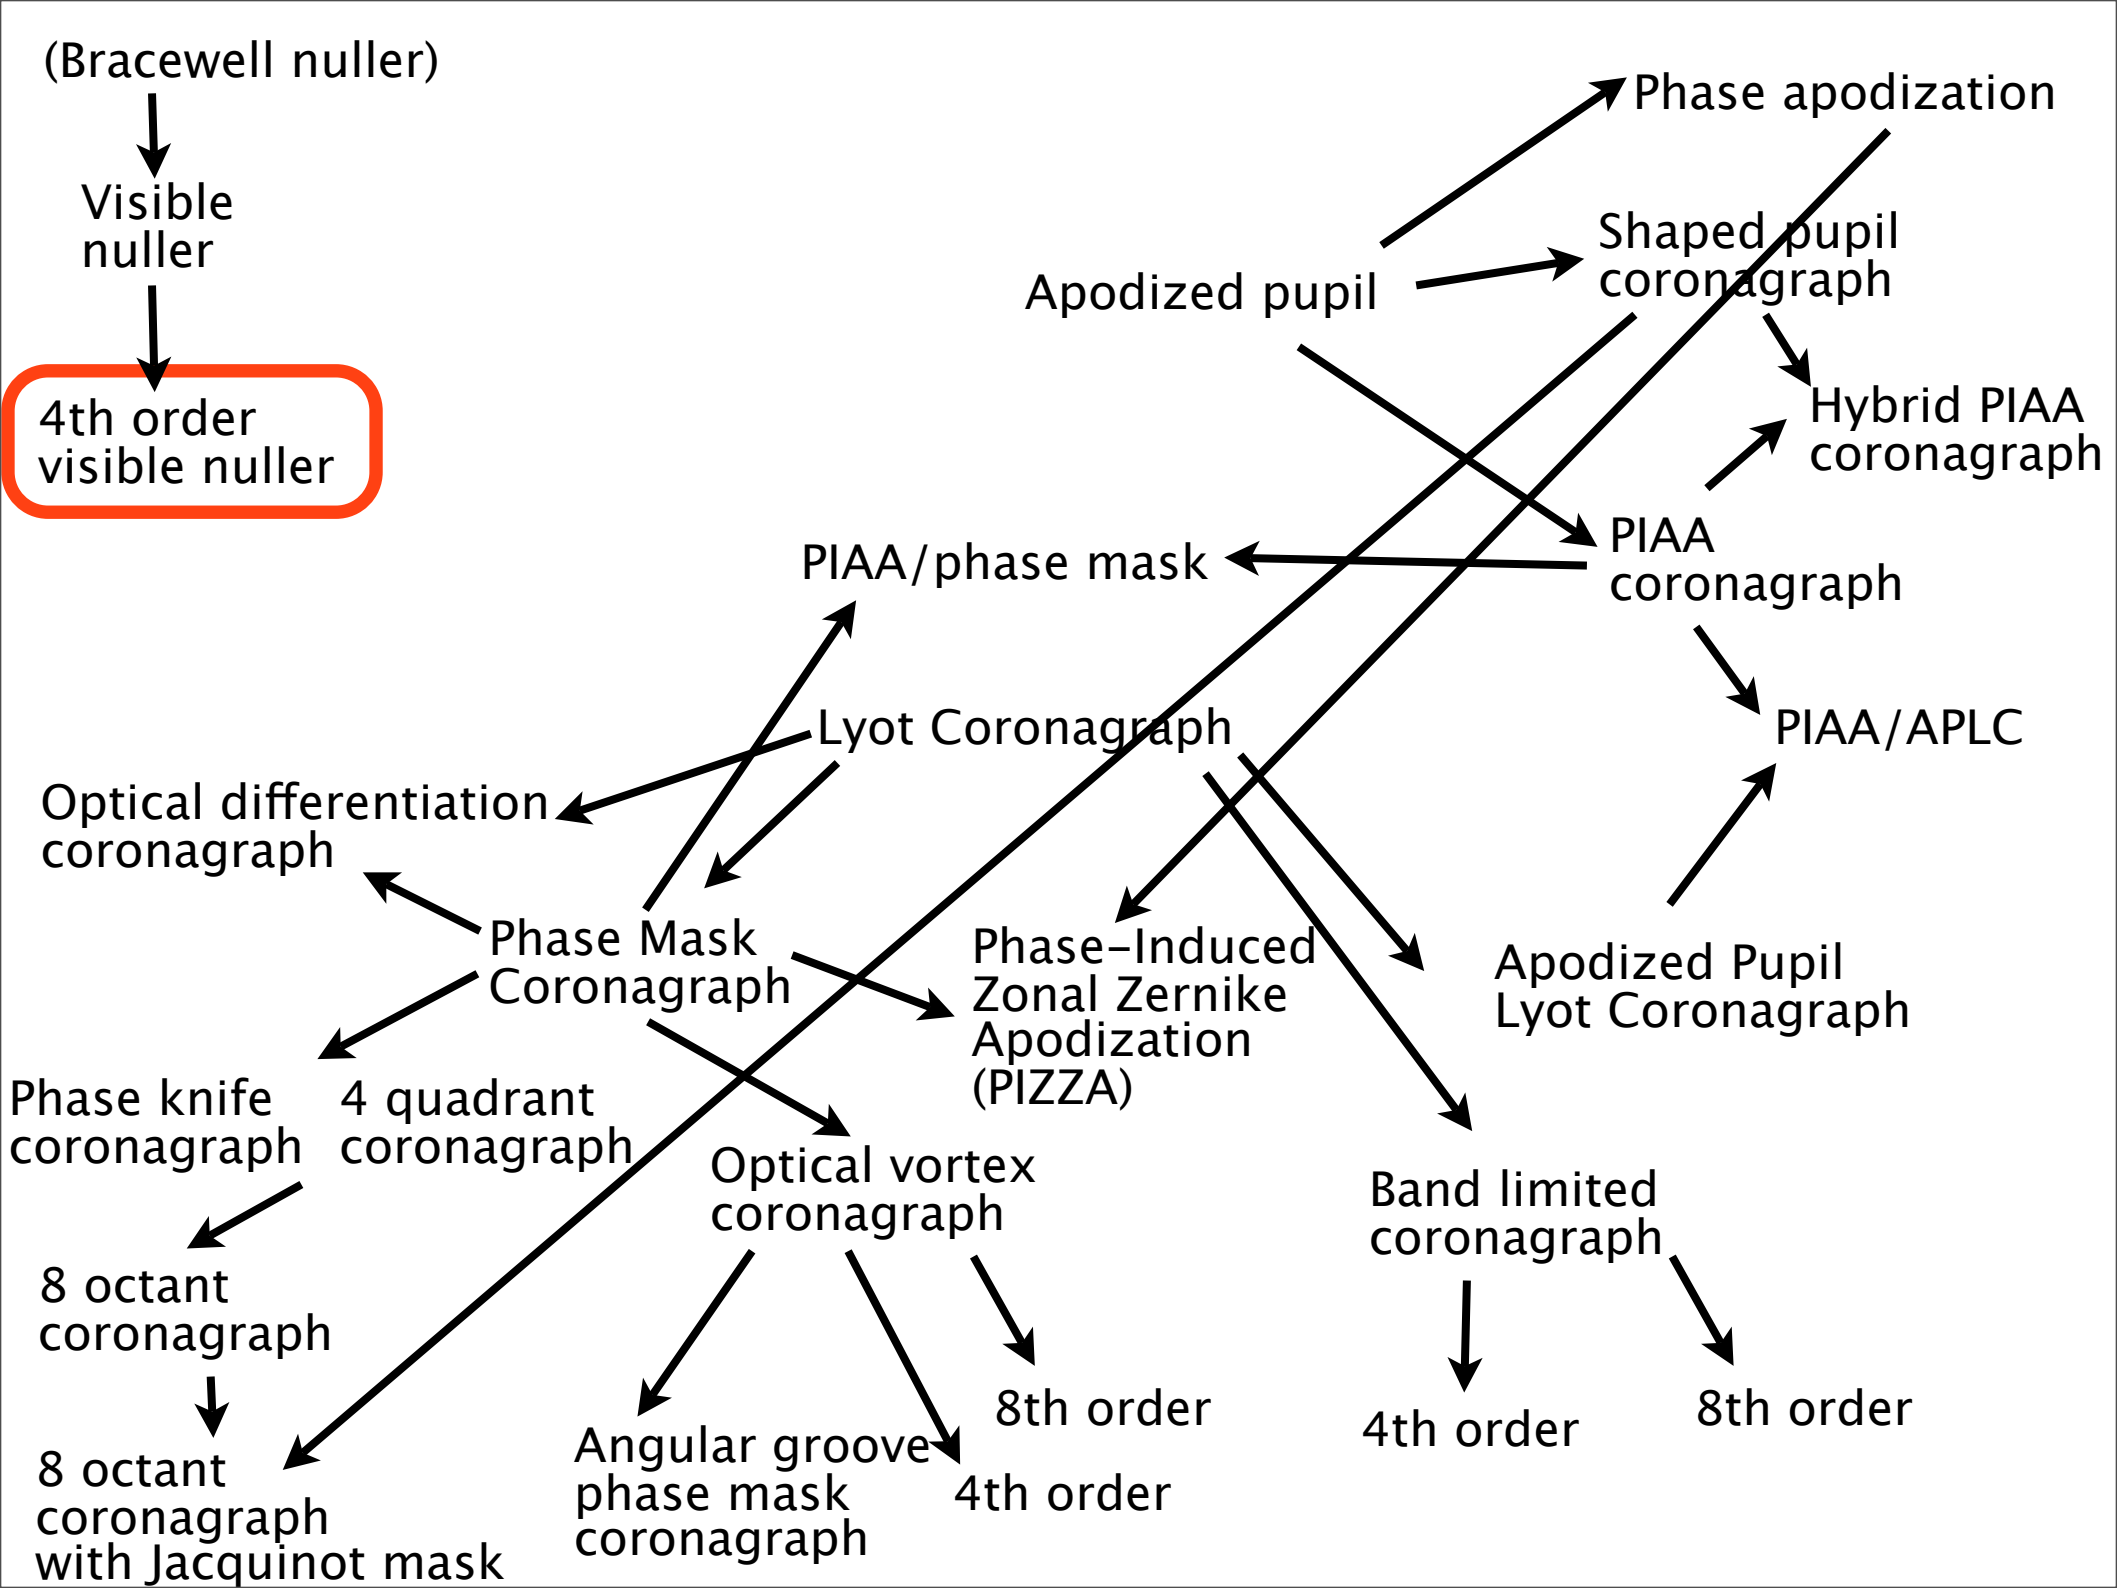 (Bracewell nuller)
Phase apodization
Visible
nuller
Shaped pupil
coronagraph
Apodized pupil
4th order
visible nuller
Hybrid PIAA
coronagraph
PIAA/phase mask
PIAA
coronagraph
Lyot Coronagraph
PIAA/APLC
Optical differentiation
coronagraph
Phase Mask
Coronagraph
Phase-Induced
Zonal Zernike
Apodization
(PIZZA)
Apodized Pupil
Lyot Coronagraph
Phase knife
coronagraph
4 quadrant
coronagraph
Optical vortex
coronagraph
Band limited
coronagraph
8 octant
coronagraph
8th order
4th order
8th order
Angular groove
phase mask
coronagraph
4th order
8 octant
coronagraph
with Jacquinot mask